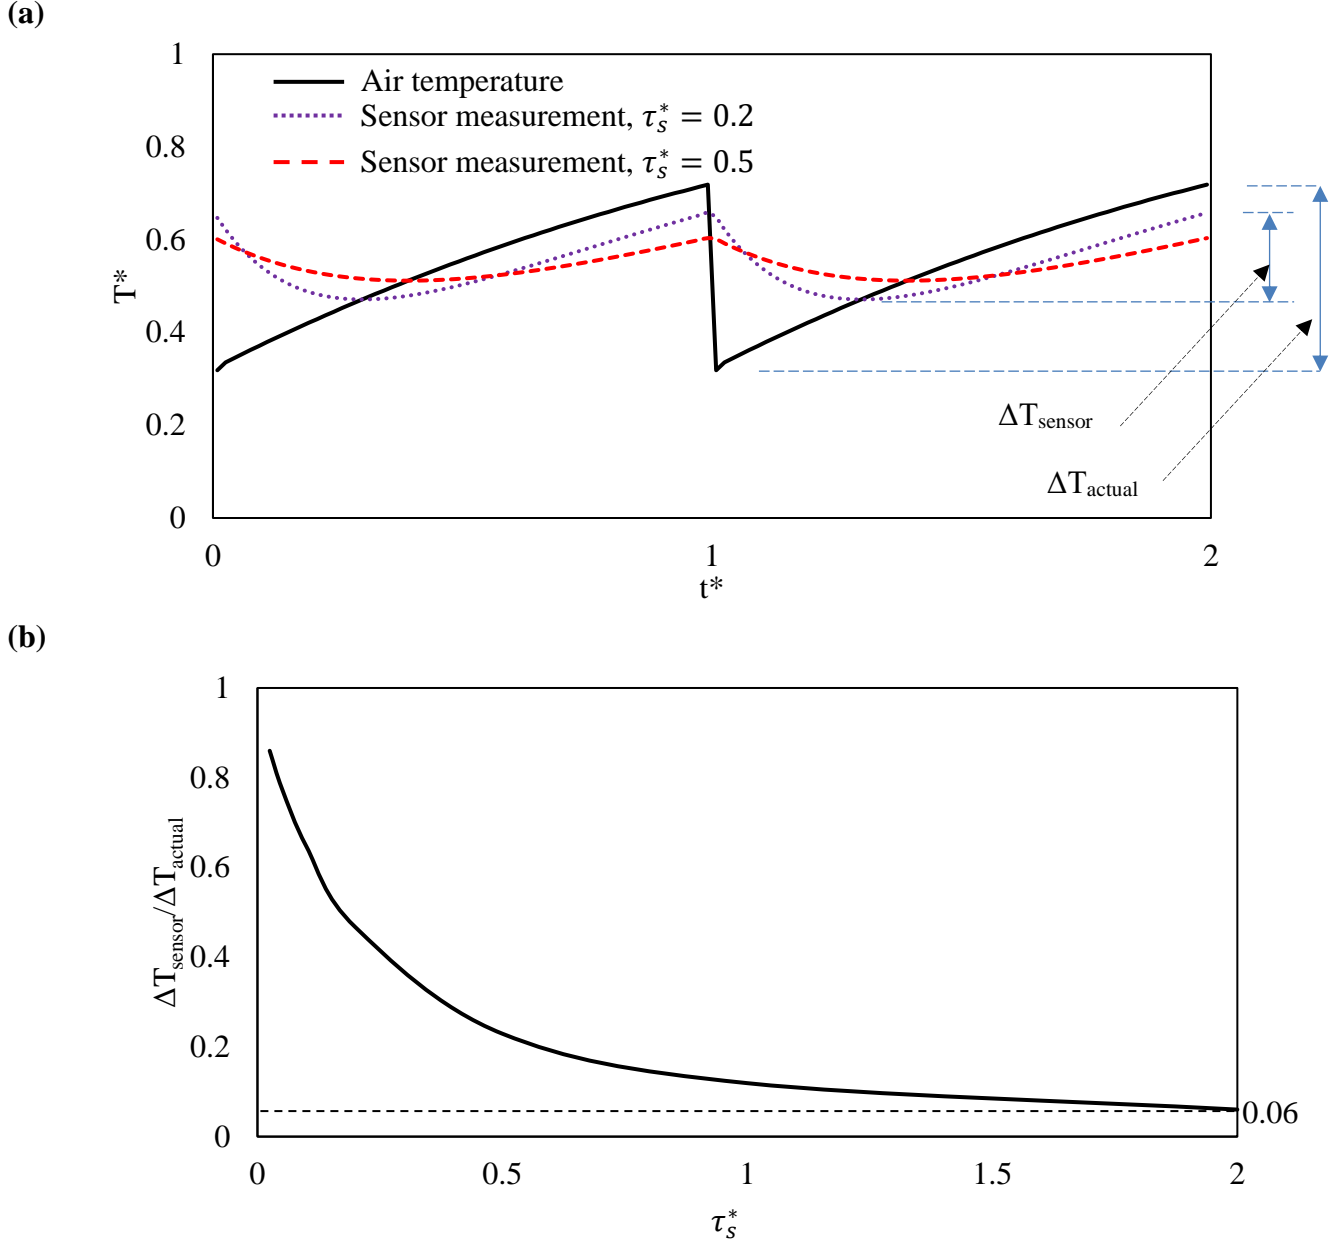 (a)
1
Air temperature
Sensor measurement, τ*s = 0.2
Sensor measurement, τ*s = 0.5
0.8
0.6
T*
0.4
0.2
0
ΔTsensor
ΔTactual
0 1 2
t*
(b)
1
0.8
0.6
ΔTsensor/ΔTactual
0.4
0.2
0
0.06
0 0.5 1 1.5 2
τ*s